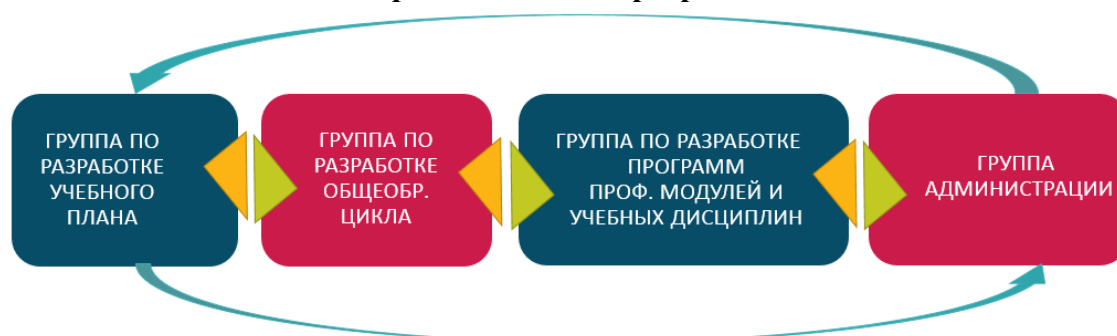 ГРУППА ПО
РАЗРАБОТКЕ
УЧЕБНОГО
ПЛАНА
ГРУППА ПО
РАЗРАБОТКЕ
ОБЩЕОБР.
ЦИКЛА
ГРУППА ПО РАЗРАБОТКЕ
ПРОГРАММ
ПРОФ. МОДУЛЕЙ И
УЧЕБНЫХ ДИСЦИПЛИН
ГРУППА
АДМИНИСТРАЦИИ